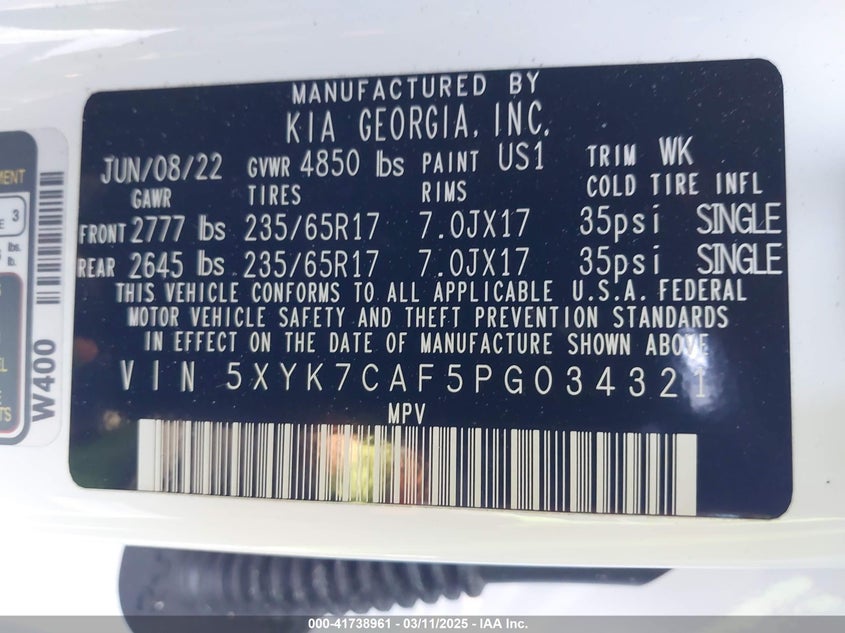 MANUFACTURED BY
KIA GEORGIA, INC.
JUN/08/22 GVWR 4850 lbs PAINT US1 TRIM WK
GAWR TIRES RIMS COLD TIRE INFL
FRONT 2777 lbs 235/65R17 7.0JX17 35psi SINGLE
REAR 2645 lbs 235/65R17 7.0JX17 35psi SINGLE
THIS VEHICLE CONFORMS TO ALL APPLICABLE U.S.A. FEDERAL
MOTOR VEHICLE SAFETY AND THEFT PREVENTION STANDARDS
IN EFFECT ON THE DATE OF MANUFACTURE SHOWN ABOVE
VIN 5XYK7CAF5PG034321
MPV
3
lbs.
lb.
W400
000-41738961 - 03/11/2025 - IAA Inc.